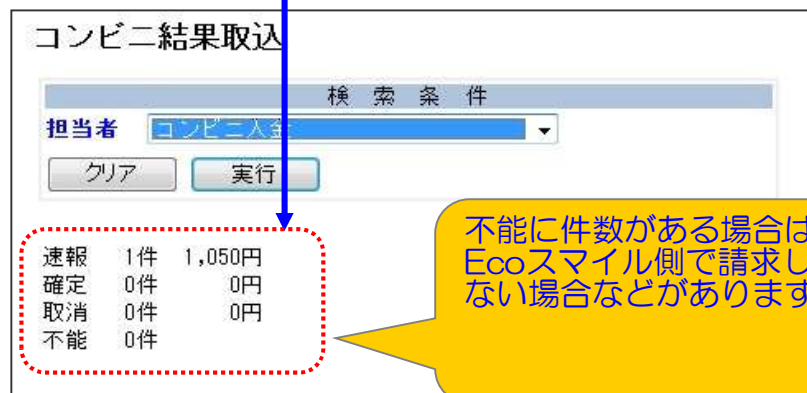 コンビニ結果取込
検索条件
担当者 コンビニ入金
クリア 実行
速報 1件 1,050円
確定 0件 0円
取消 0件 0円
不能 0件
不能に件数がある場合は
Ecoスマイル側で請求し
ない場合などがあります